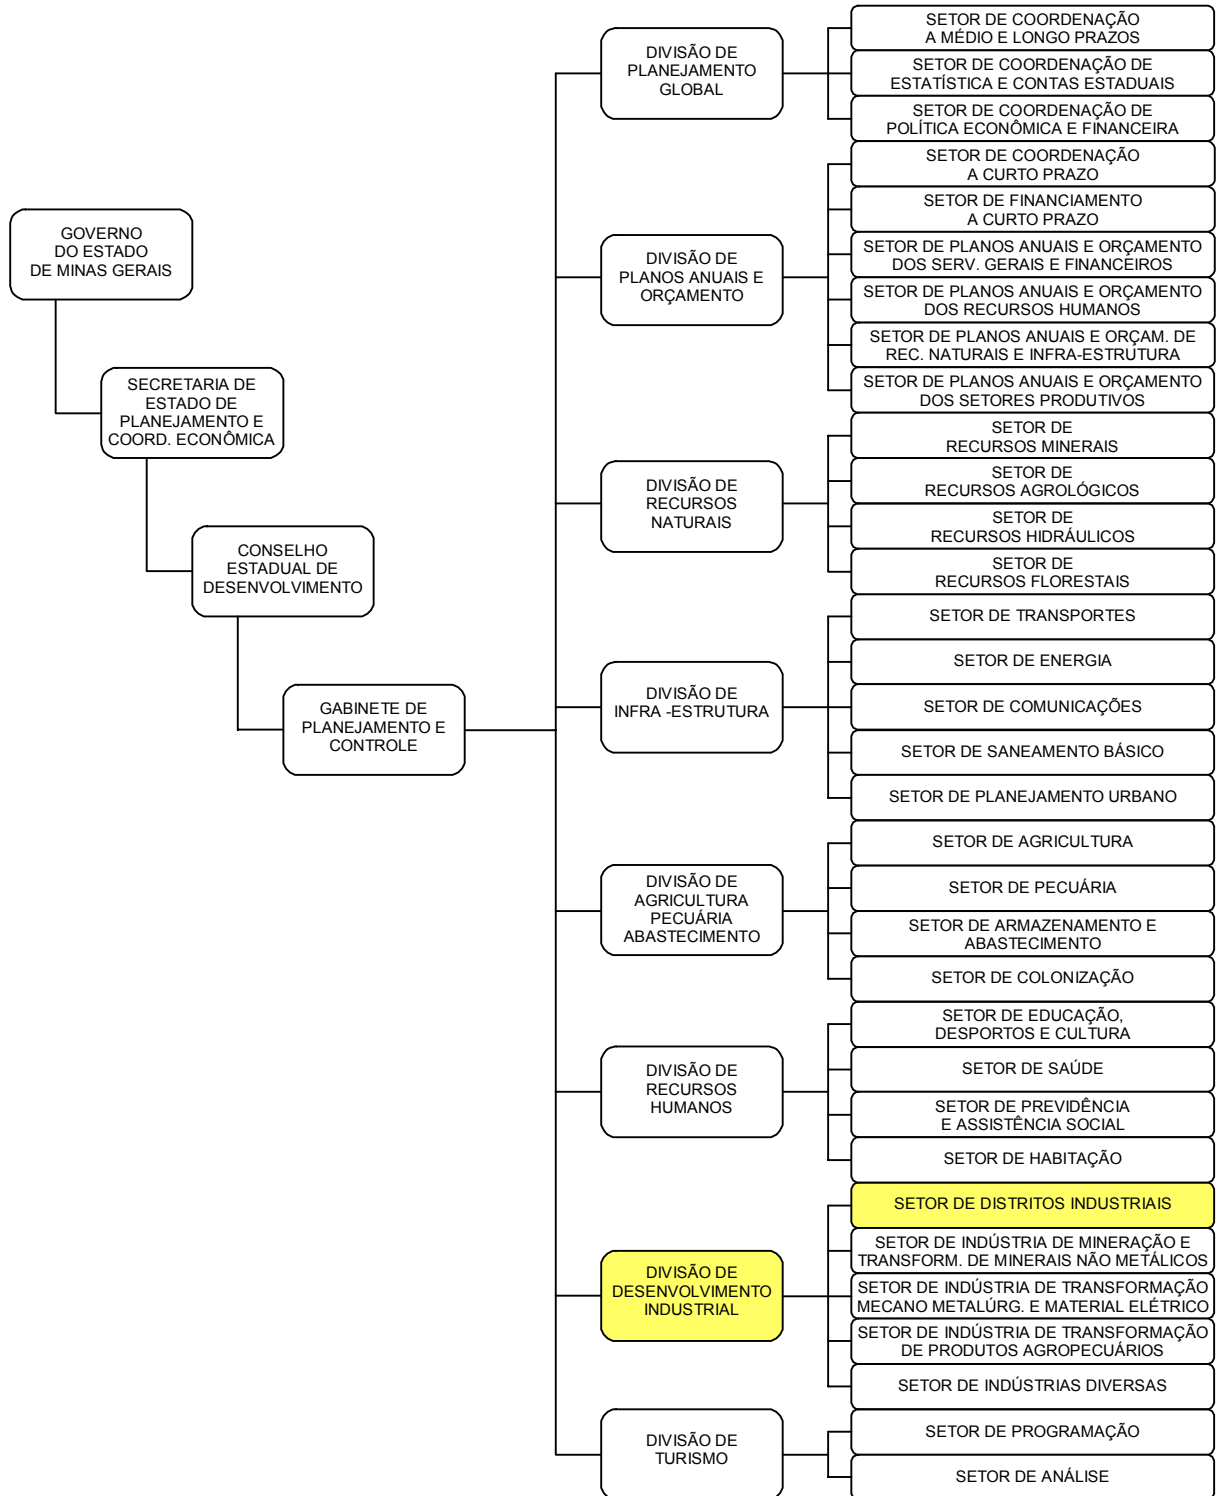 GOVERNO
DO ESTADO
DE MINAS GERAIS
SECRETARIA DE
ESTADO DE
PLANEJAMENTO E
COORD. ECONÔMICA
CONSELHO
ESTADUAL DE
DESENVOLVIMENTO
GABINETE DE
PLANEJAMENTO E
CONTROLE
DIVISÃO DE
PLANEJAMENTO
GLOBAL
SETOR DE COORDENAÇÃO
A MÉDIO E LONGO PRAZOS
SETOR DE COORDENAÇÃO DE
ESTATÍSTICA E CONTAS ESTADUAIS
SETOR DE COORDENAÇÃO DE
POLÍTICA ECONÔMICA E FINANCEIRA
DIVISÃO DE
PLANOS ANUAIS E
ORÇAMENTO
SETOR DE COORDENAÇÃO
A CURTO PRAZO
SETOR DE FINANCIAMENTO
A CURTO PRAZO
SETOR DE PLANOS ANUAIS E ORÇAMENTO
DOS SERV. GERAIS E FINANCEIROS
SETOR DE PLANOS ANUAIS E ORÇAMENTO
DOS RECURSOS HUMANOS
SETOR DE PLANOS ANUAIS E ORÇAM. DE
REC. NATURAIS E INFRA-ESTRUTURA
SETOR DE PLANOS ANUAIS E ORÇAMENTO
DOS SETORES PRODUTIVOS
DIVISÃO DE
RECURSOS
NATURAIS
SETOR DE
RECURSOS MINERAIS
SETOR DE
RECURSOS AGROLÓGICOS
SETOR DE
RECURSOS HIDRÁULICOS
SETOR DE
RECURSOS FLORESTAIS
DIVISÃO DE
INFRA -ESTRUTURA
SETOR DE TRANSPORTES
SETOR DE ENERGIA
SETOR DE COMUNICAÇÕES
SETOR DE SANEAMENTO BÁSICO
SETOR DE PLANEJAMENTO URBANO
DIVISÃO DE
AGRICULTURA
PECUÁRIA
ABASTECIMENTO
SETOR DE AGRICULTURA
SETOR DE PECUÁRIA
SETOR DE ARMAZENAMENTO E
ABASTECIMENTO
SETOR DE COLONIZAÇÃO
DIVISÃO DE
RECURSOS
HUMANOS
SETOR DE EDUCAÇÃO,
DESPORTOS E CULTURA
SETOR DE SAÚDE
SETOR DE PREVIDÊNCIA
E ASSISTÊNCIA SOCIAL
SETOR DE HABITAÇÃO
DIVISÃO DE
DESENVOLVIMENTO
INDUSTRIAL
SETOR DE DISTRITOS INDUSTRIAIS
SETOR DE INDÚSTRIA DE MINERAÇÃO E
TRANSFORM. DE MINERAIS NÃO METÁLICOS
SETOR DE INDÚSTRIA DE TRANSFORMAÇÃO
MECANO METALÚRG. E MATERIAL ELÉTRICO
SETOR DE INDÚSTRIA DE TRANSFORMAÇÃO
DE PRODUTOS AGROPECUÁRIOS
SETOR DE INDÚSTRIAS DIVERSAS
DIVISÃO DE
TURISMO
SETOR DE PROGRAMAÇÃO
SETOR DE ANÁLISE